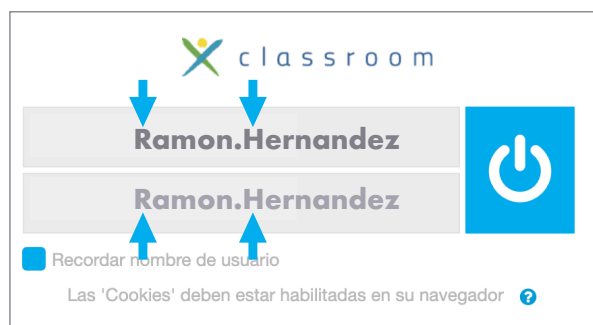 classroom
Ramon.Hernandez
Ramon.Hernandez
Recordar nombre de usuario
Las 'Cookies' deben estar habilitadas en su navegador ?